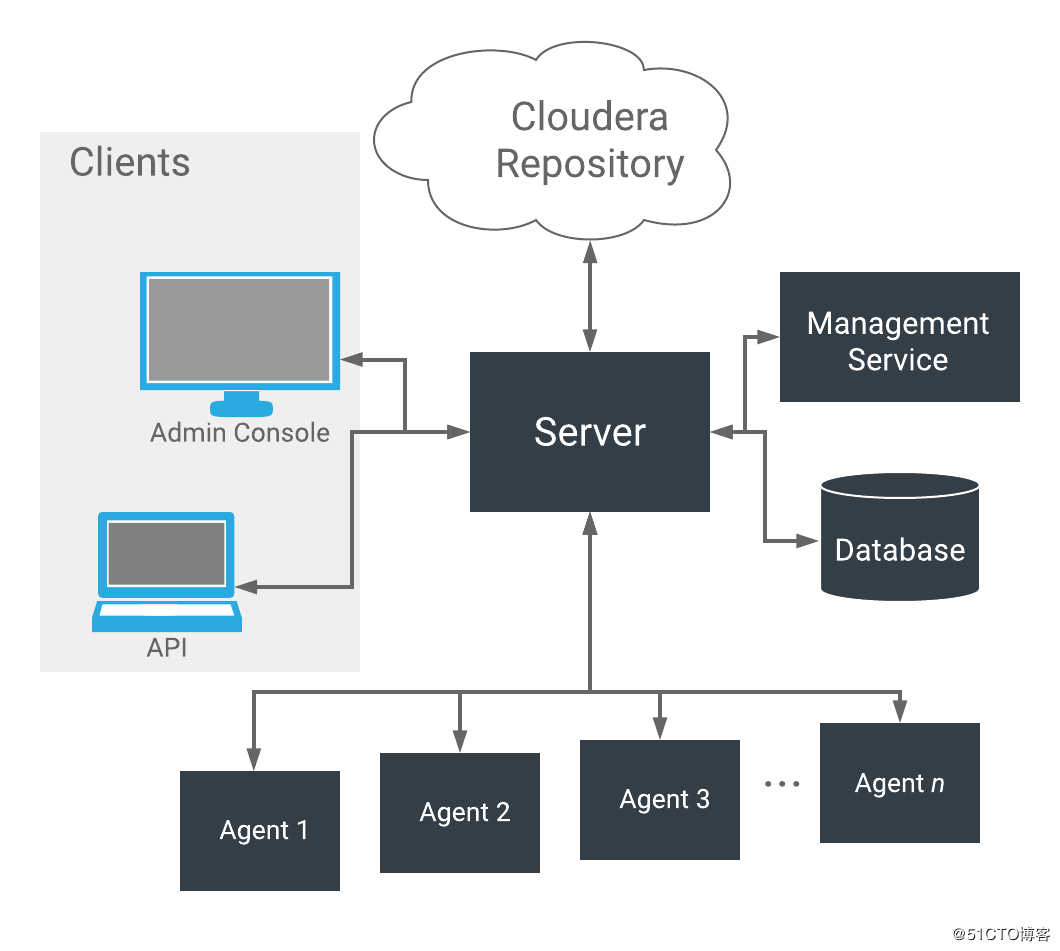 Cloudera
Repository
Clients
Management
Service
Server
Admin Console
Database
API
Agent 1
Agent 2
Agent 3
...
Agent n
@51CTO博客